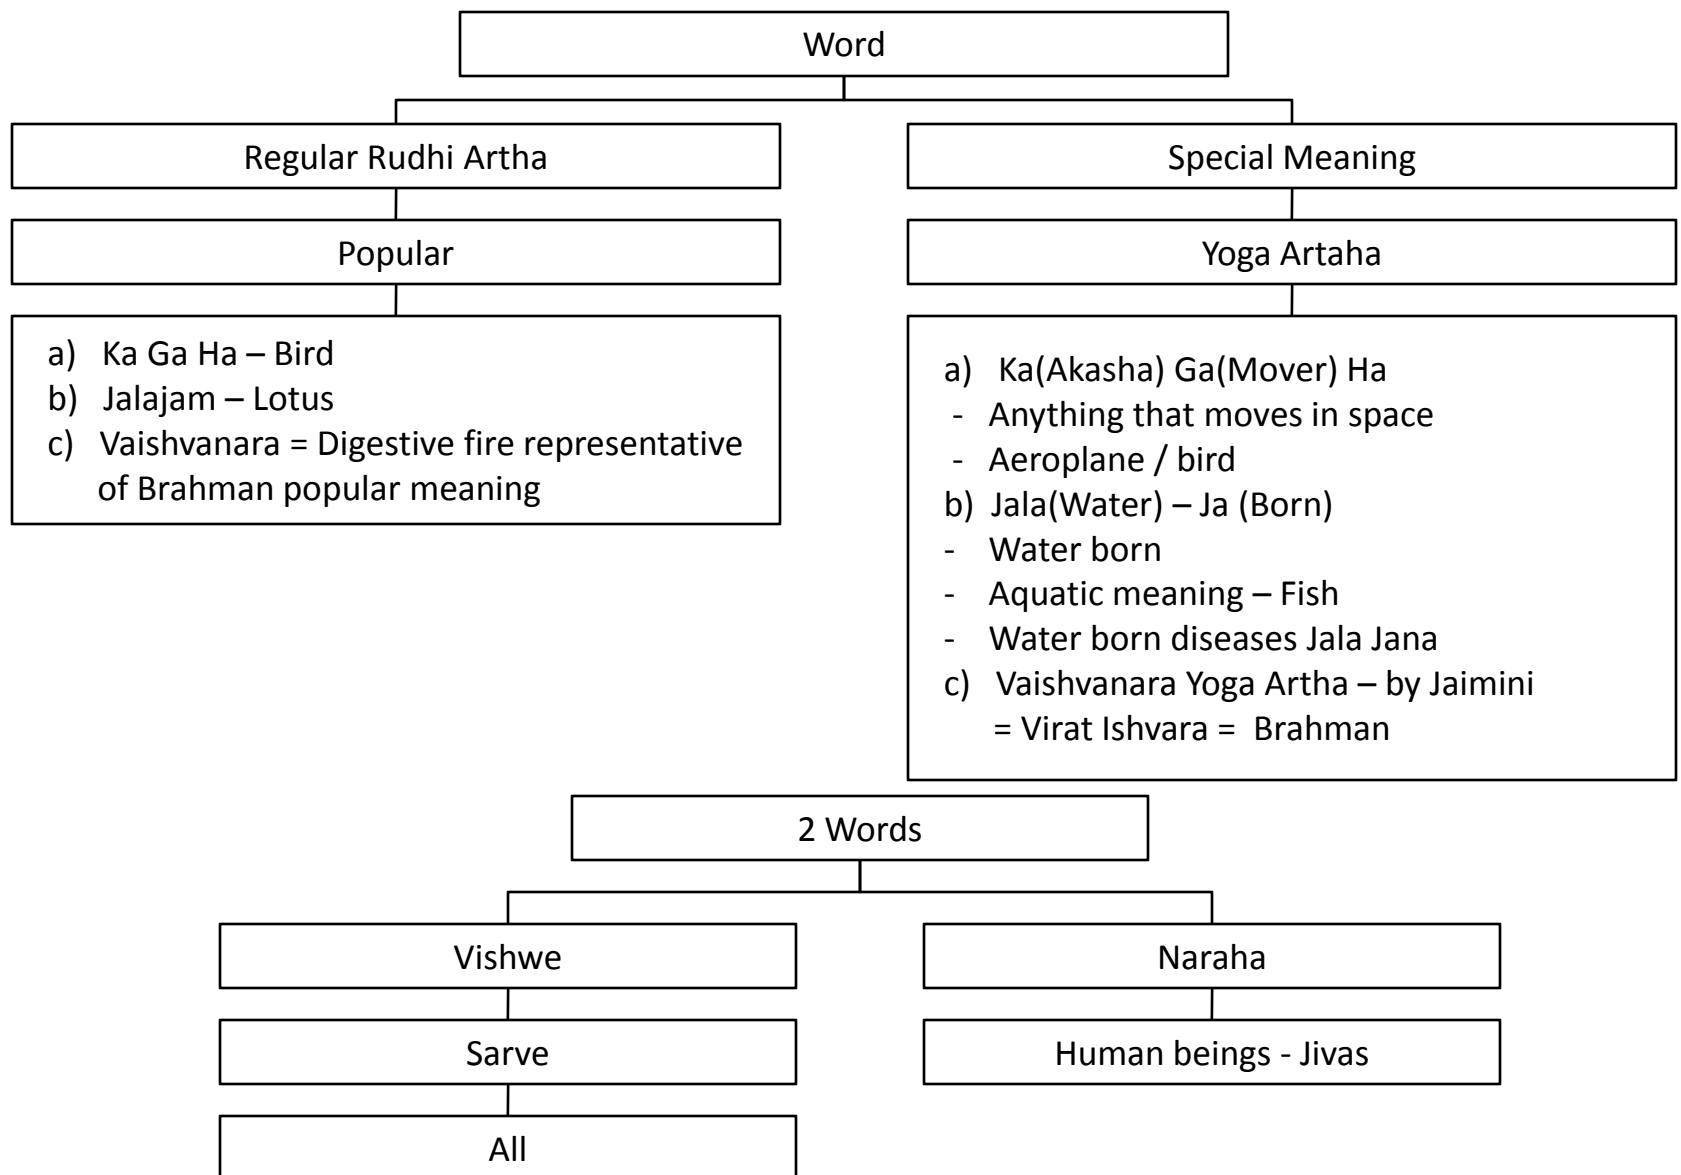 Word
Regular Rudhi Artha
Special Meaning
Popular
Yoga Artaha
a) Ka Ga Ha – Bird
b) Jalajam – Lotus
c) Vaishvanara = Digestive fire representative
of Brahman popular meaning
a) Ka(Akasha) Ga(Mover) Ha
- Anything that moves in space
- Aeroplane / bird
b) Jala(Water) – Ja (Born)
- Water born
- Aquatic meaning – Fish
- Water born diseases Jala Jana
c) Vaishvanara Yoga Artha – by Jaimini
= Virat Ishvara = Brahman
2 Words
Vishwe
Naraha
Sarve
Human beings - Jivas
All